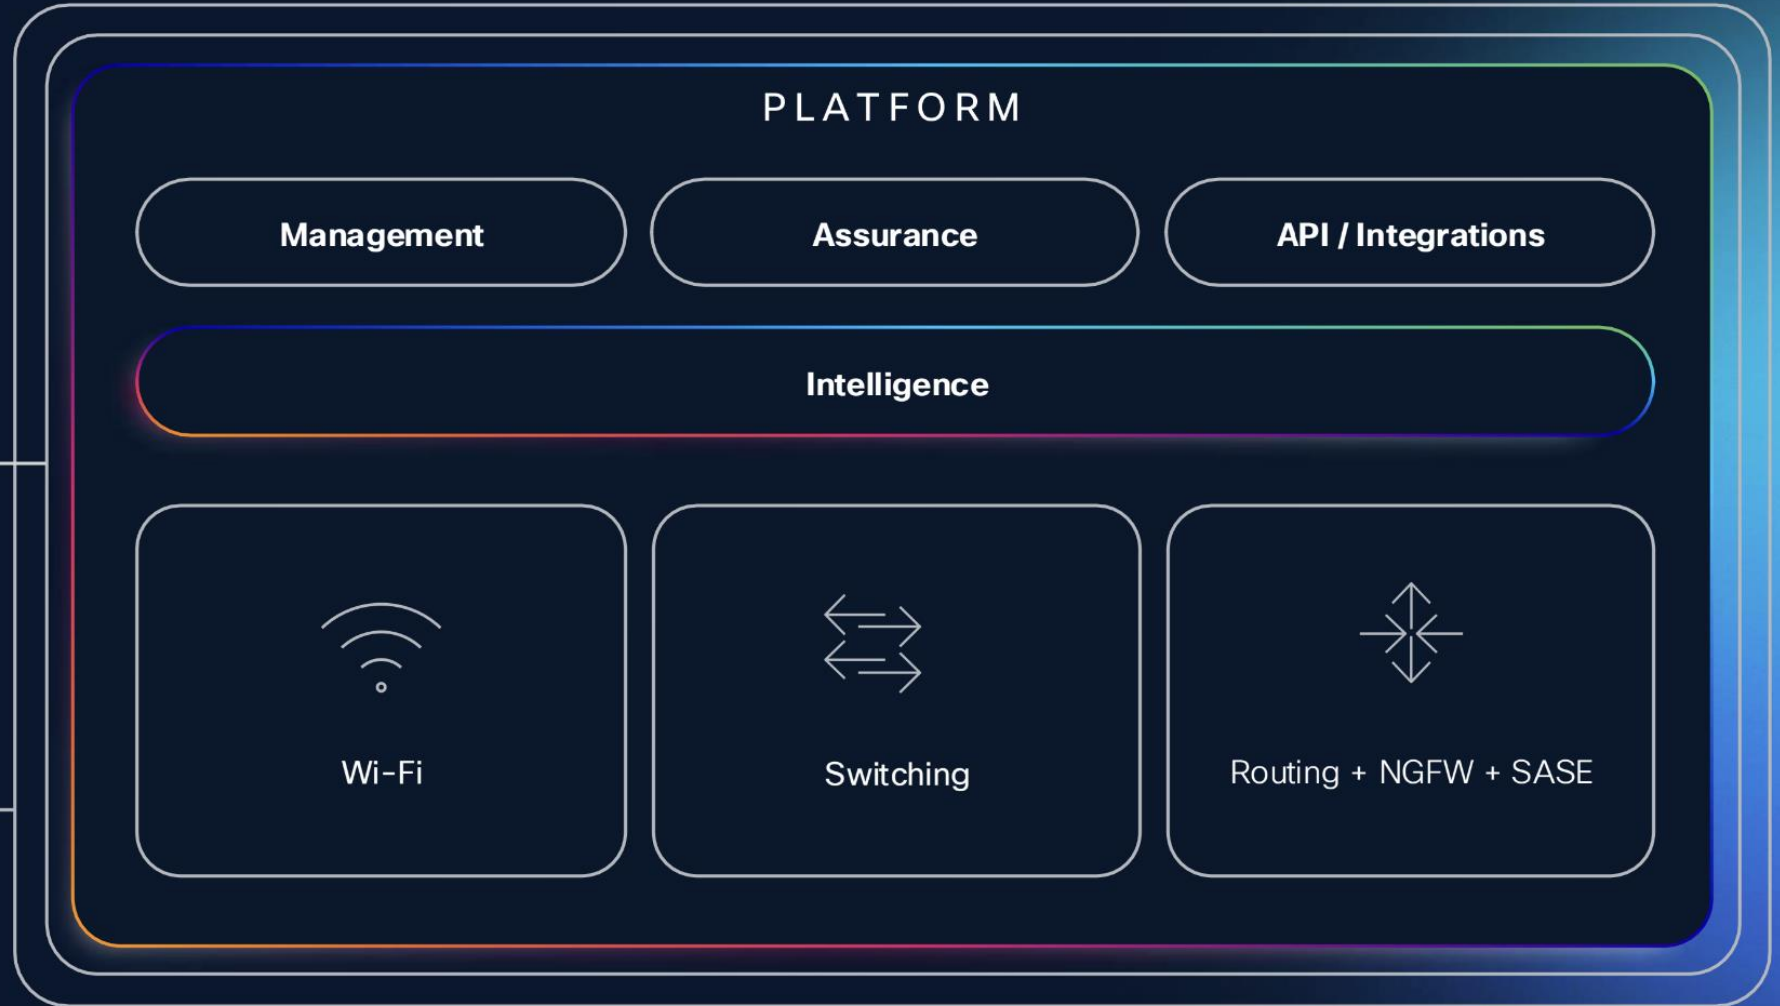 PLATFORM
Management
Assurance
API / Integrations
Intelligence
Wi-Fi
Switching
Routing + NGFW + SASE